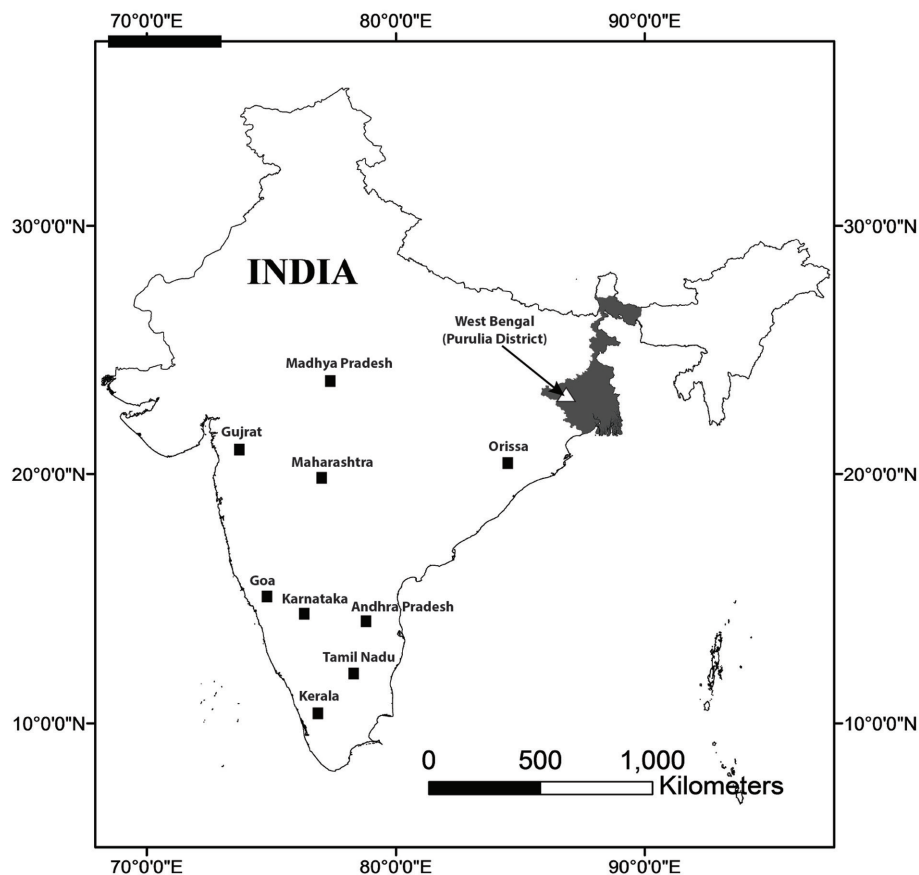 70°0'0"E 80°0'0"E 90°0'0"E
30°0'0"N 30°0'0"N
INDIA
West Bengal
(Purulia District)
Madhya Pradesh
Gujrat
Orissa
Maharashtra
20°0'0"N 20°0'0"N
Goa
Karnataka
Andhra Pradesh
Tamil Nadu
Kerala
10°0'0"N 10°0'0"N
0 500 1,000
Kilometers
70°0'0"E 80°0'0"E 90°0'0"E